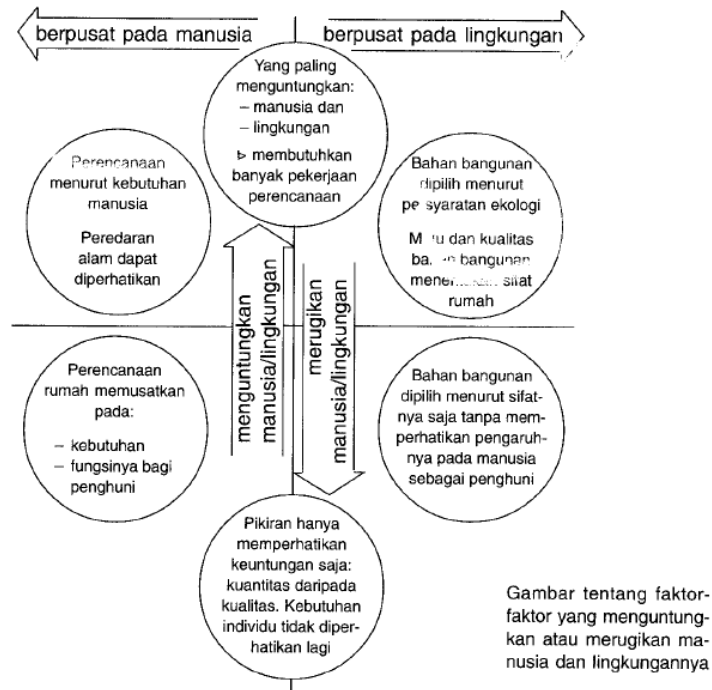 berpusat pada manusia
berpusat pada lingkungan
Yang paling
menguntungkan:
– manusia dan
– lingkungan
membutuhkan
banyak pekerjaan
perencanaan
Perencanaan
menurut kebutuhan
manusia
Peredaran
alam dapat
diperhatikan
Bahan bangunan
dipilih menurut
ekologi
dan kualitas
bangunan
sifat
rumah
menguntungkan
manusia/lingkungan
merugikan
manusia/lingkungan
Perencanaan
rumah memusatkan
pada:
– kebutuhan
– fungsinya bagi
penghuni
Bahan bangunan
dipilih menurut sifat-
nya saja tanpa mem-
perhatikan pengaruh-
nya pada manusia
sebagai penghuni
Pikiran hanya
memperhatikan
keuntungan saja:
kuantitas daripada
kualitas. Kebutuhan
individu tidak diper-
hatikan lagi
Gambar tentang faktor-
faktor yang menguntung-
kan atau merugikan ma-
nusia dan lingkungannya